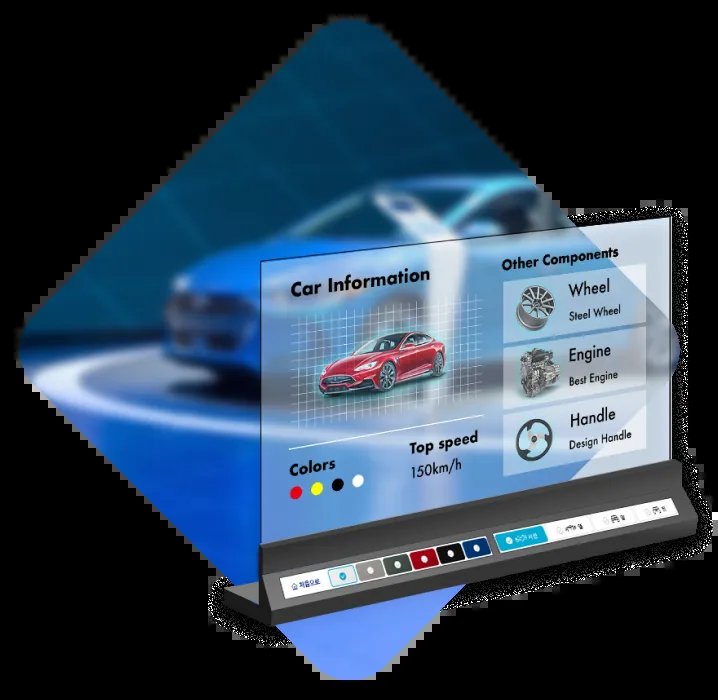 Car Information
Colors
Top speed
150km/h
Other Components
Wheel
Steel Wheel
Engine
Best Engine
Handle
Design Handle
처음으로